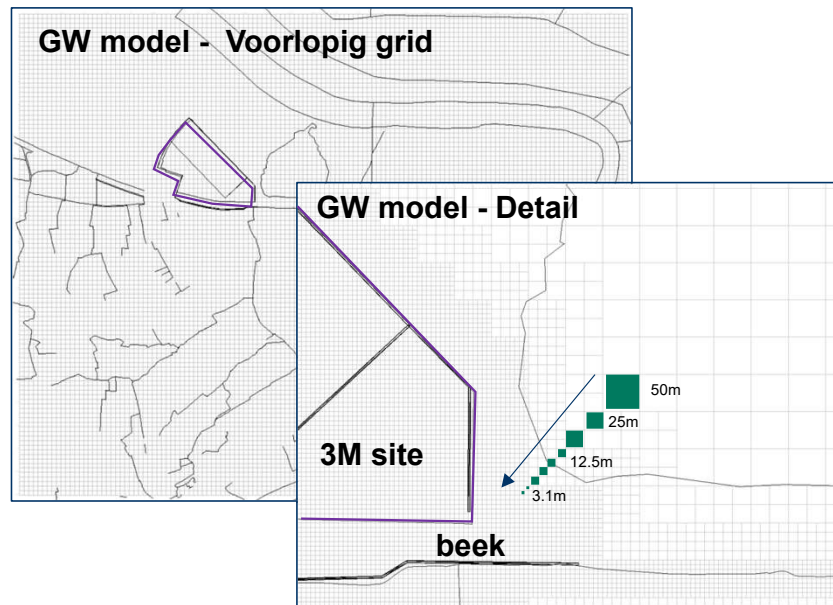 GW model - Voorlopig grid
GW model - Detail
50m
25m
12.5m
3.1m
3M site
beek